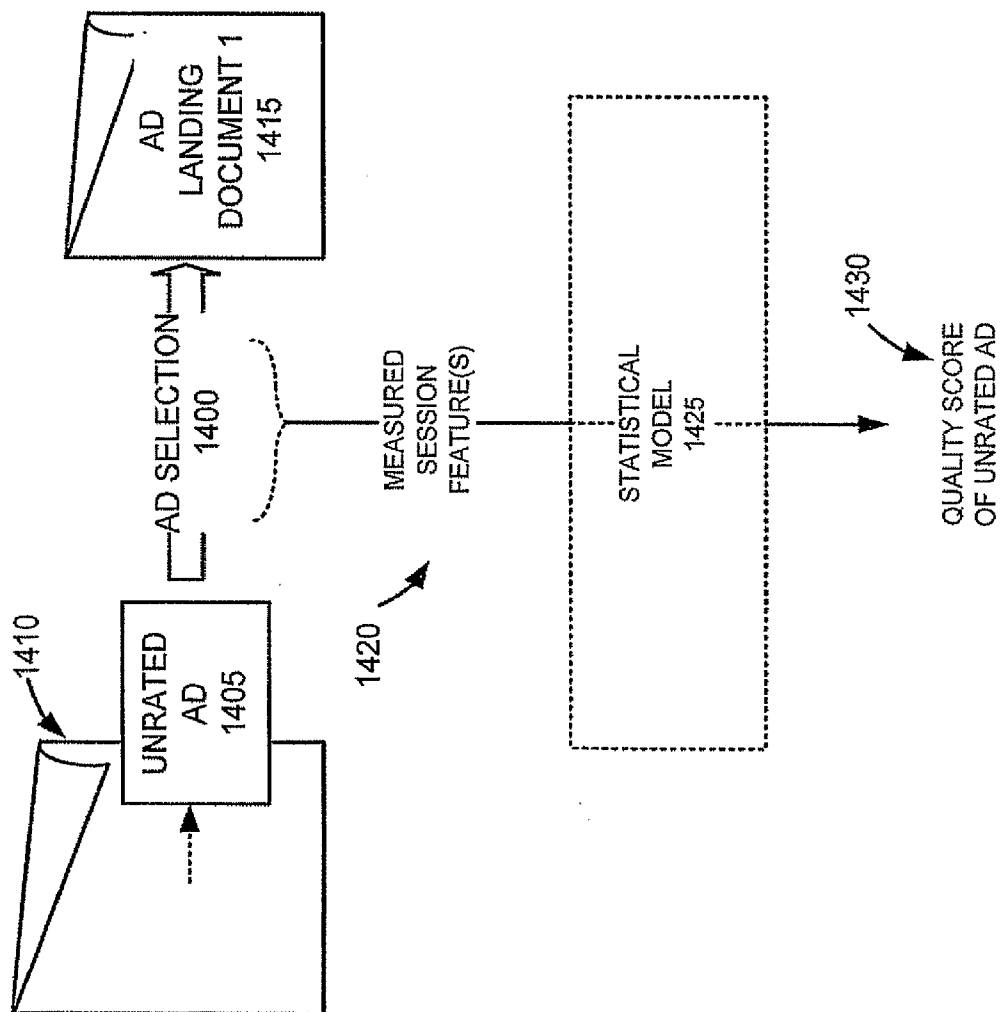 1410
UNRATED
AD
1405
AD SELECTION
1400
AD
LANDING
DOCUMENT 1
1415
1420
MEASURED
SESSION
FEATURE(S)
STATISTICAL
MODEL
1425
1430
QUALITY SCORE
OF UNRATED AD